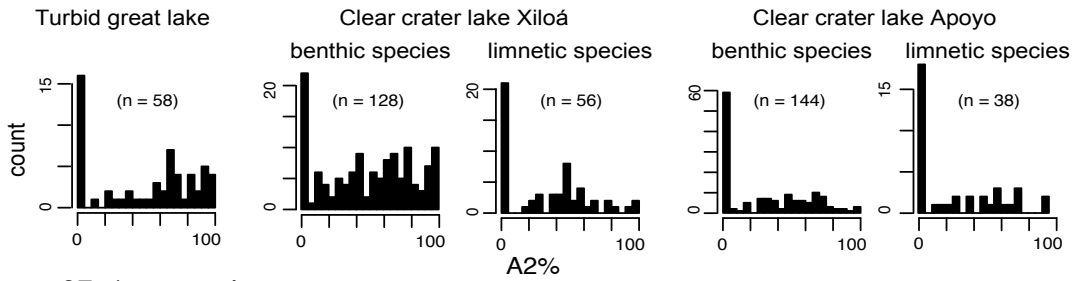 Turbid great lake
Clear crater lake Xiloá
Clear crater lake Apoyo
benthic species
limnetic species
benthic species
limnetic species
count
15
0
(n = 58)
0
100
20
0
(n = 128)
0
100
20
0
(n = 56)
0
100
60
0
(n = 144)
0
100
15
0
(n = 38)
0
100
A2%